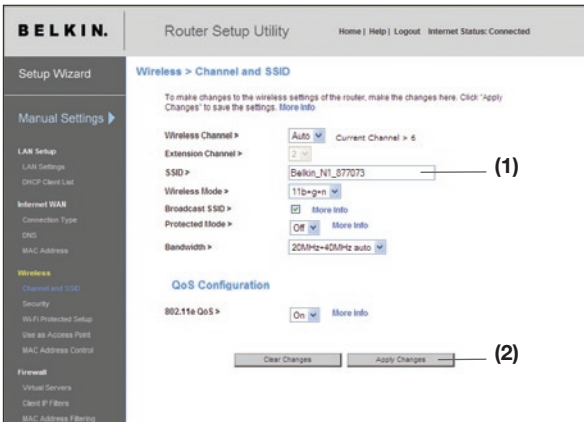 BELKIN.
Router Setup Utility
Home | Help | Logout Internet Status: Connected
Setup Wizard
Manual Settings
LAN Setup
LAN Settings
DHCP Client List
Internet WAN
Connection Type
DNS
MAC Address
Wireless
Channel and SSID
Security
Wi-Fi Protected Setup
Use as Access Point
MAC Address Control
Firewall
Virtual Servers
Client IP Filters
MAC Address Filtering
Wireless > Channel and SSID
To make changes to the wireless settings of the router, make the changes here. Click "Apply
Changes" to save the settings. More Info
Wireless Channel > Auto Current Channel > 6
Extension Channel > 2
SSID > Belkin_N1_877073 (1)
Wireless Mode > 11b+g+n
Broadcast SSID > More Info
Protected Mode > Off More Info
Bandwidth > 20MHz+40MHz auto
QoS Configuration
802.11e QoS > On More Info
Clear Changes Apply Changes (2)